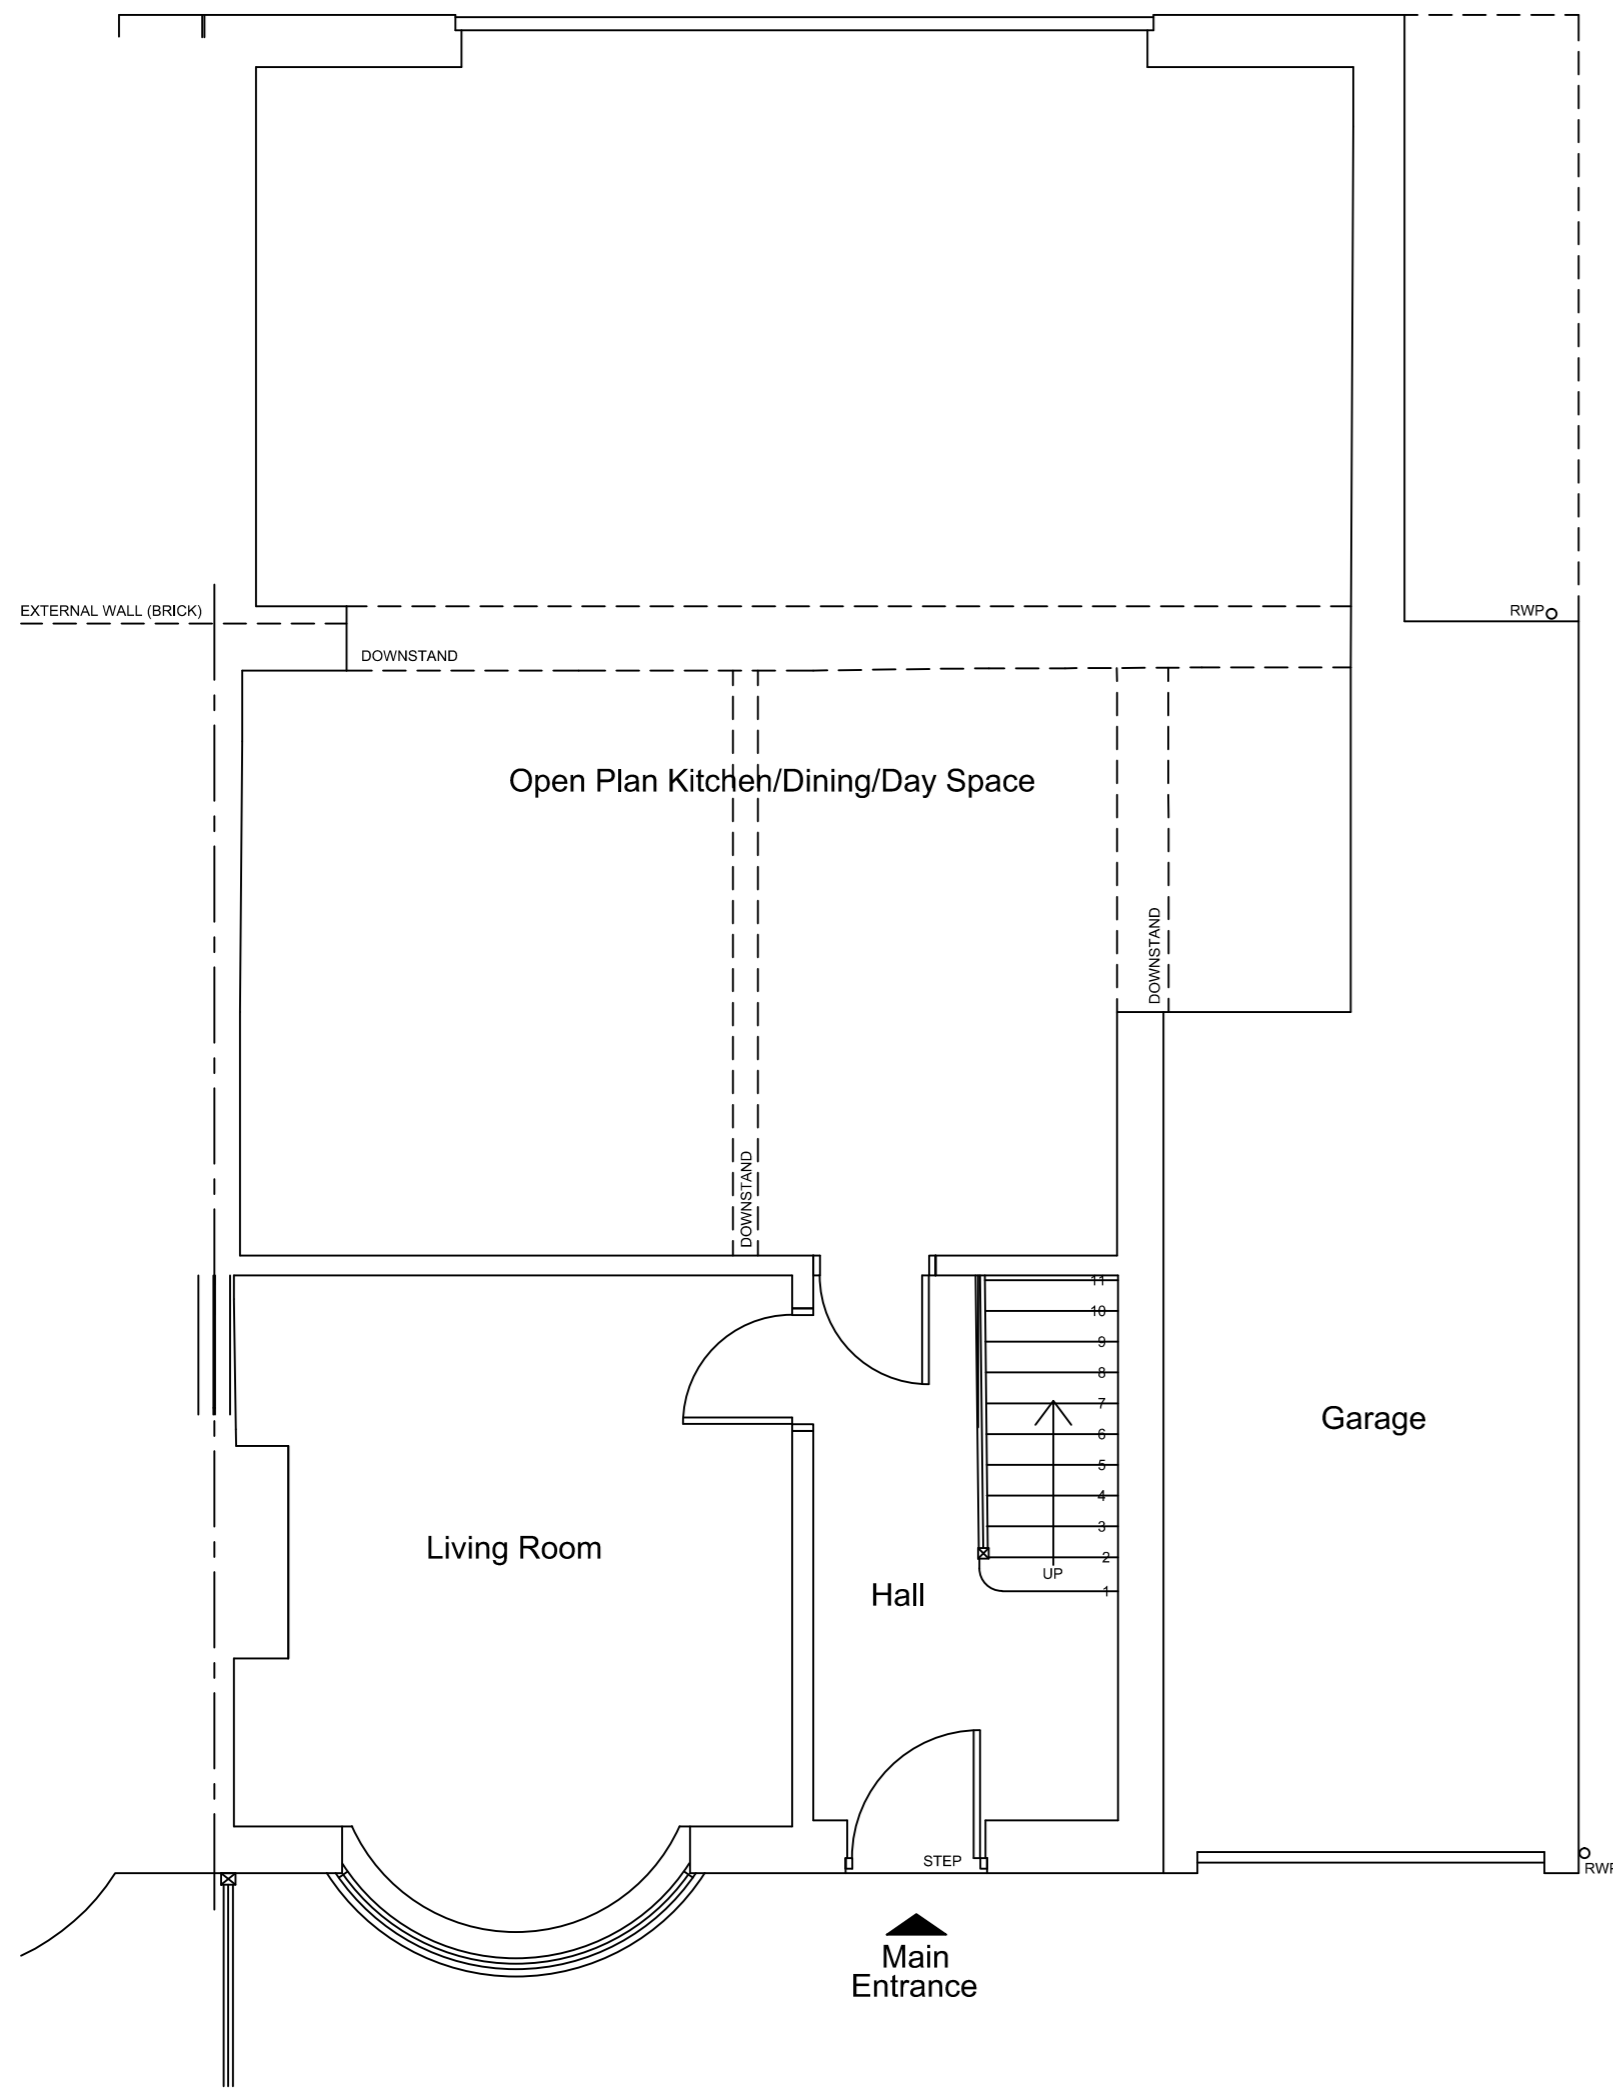 EXTERNAL WALL (BRICK)
RWP
DOWNSTAND
Open Plan Kitchen/Dining/Day Space
DOWNSTAND
DOWNSTAND
11
10
9
8
7
6
5
4
3
2
UP
1
Garage
Living Room
Hall
STEP
RWP
Main
Entrance